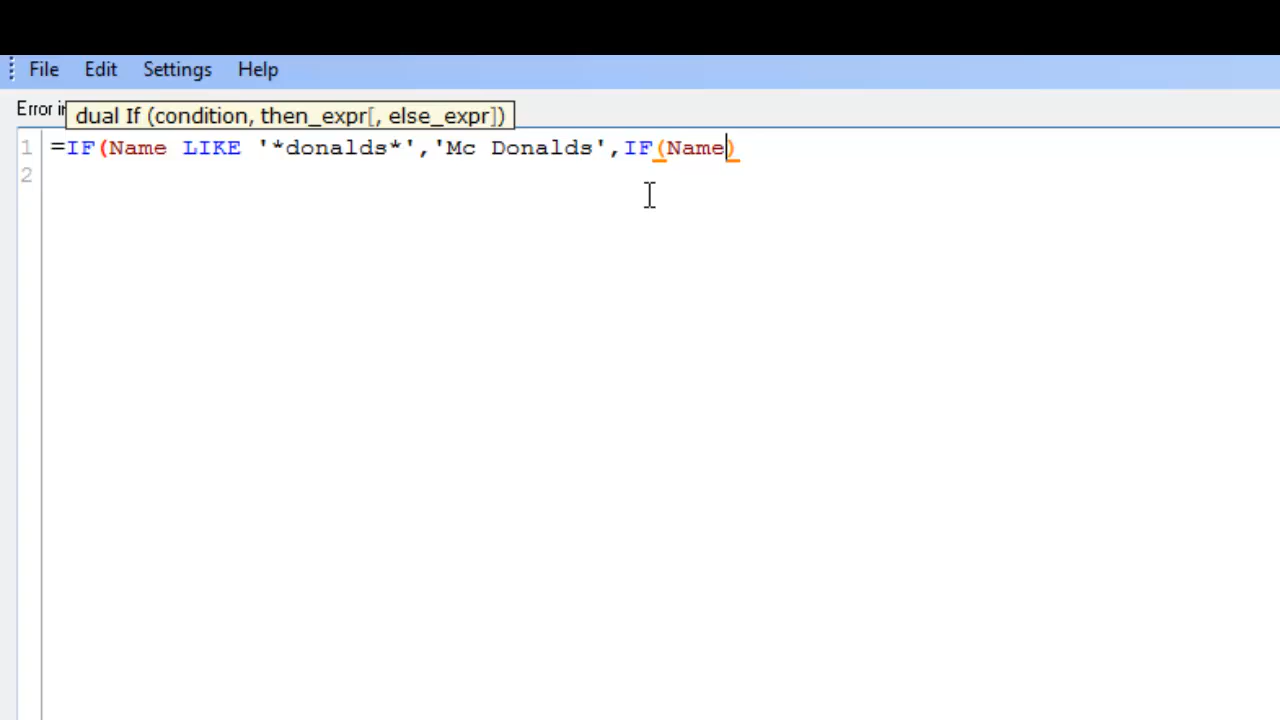 File Edit Settings Help
Error i
dual If (condition, then_expr[, else_expr])
1 =IF(Name LIKE '*donalds*','Mc Donalds',IF(Name)
2